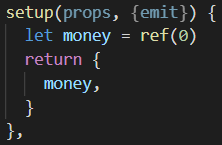 setup(props, {emit}) {
  let money = ref(0)
  return {
    money,
  }
},